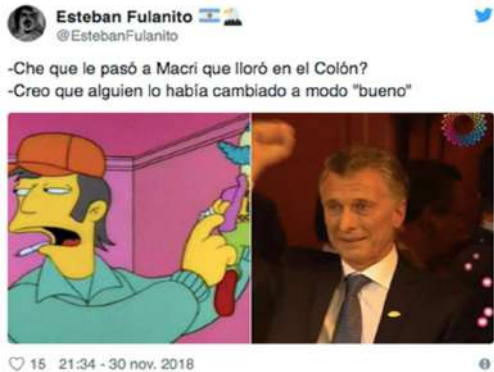 Esteban Fulanito
@EstebanFulanito
-Che que le pasó a Macri que lloró en el Colón?
-Creo que alguien lo había cambiado a modo "bueno"
15 21:34 - 30 nov. 2018